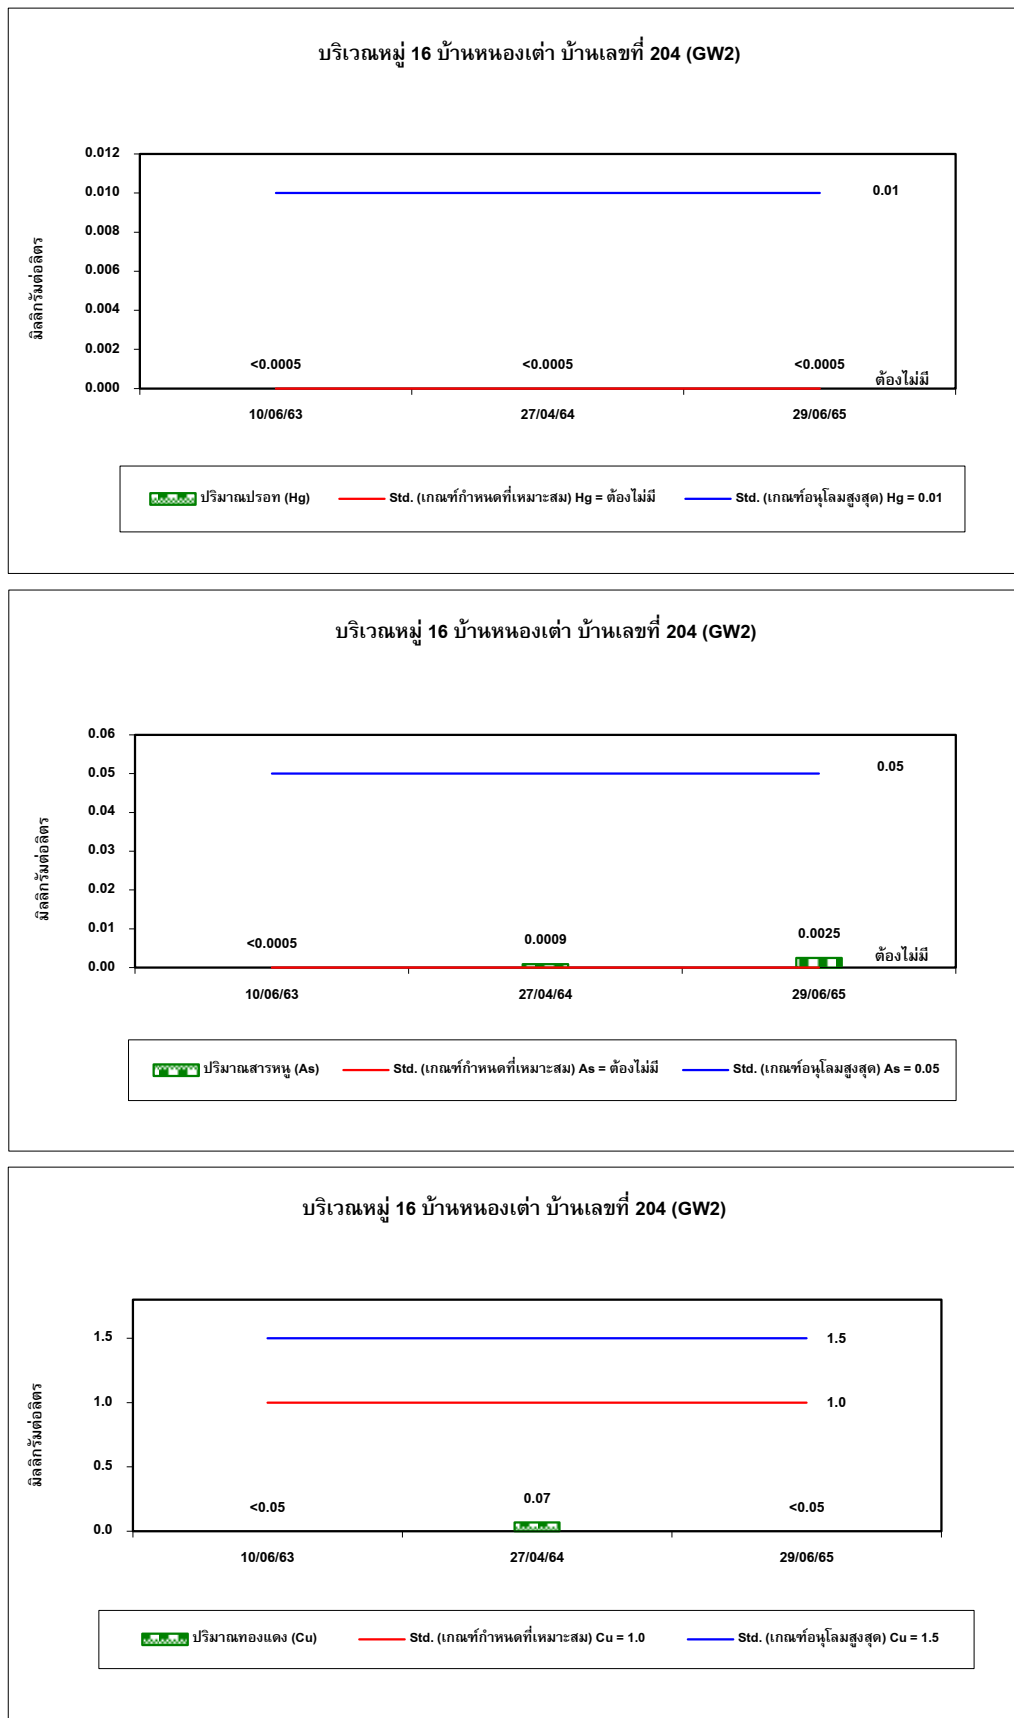 บริเวณหมู่ 16 บ้านหนองเต่า บ้านเลขที่ 204 (GW2)
มิลลิกรัมต่อลิตร
0.012
0.010
0.008
0.006
0.004
0.002
0.000
0.01
<0.0005 <0.0005 <0.0005
ต้องไม่มี
10/06/63 27/04/64 29/06/65
ปริมาณปรอท (Hg) Std. (เกณฑ์กำหนดที่เหมาะสม) Hg = ต้องไม่มี Std. (เกณฑ์อนุโลมสูงสุด) Hg = 0.01
บริเวณหมู่ 16 บ้านหนองเต่า บ้านเลขที่ 204 (GW2)
มิลลิกรัมต่อลิตร
0.06
0.05
0.04
0.03
0.02
0.01
0.00
0.05
<0.0005 0.0009 0.0025
ต้องไม่มี
10/06/63 27/04/64 29/06/65
ปริมาณสารหนู (As) Std. (เกณฑ์กำหนดที่เหมาะสม) As = ต้องไม่มี Std. (เกณฑ์อนุโลมสูงสุด) As = 0.05
บริเวณหมู่ 16 บ้านหนองเต่า บ้านเลขที่ 204 (GW2)
มิลลิกรัมต่อลิตร
1.5
1.0
0.5
0.0
1.5
1.0
<0.05 0.07 <0.05
10/06/63 27/04/64 29/06/65
ปริมาณทองแดง (Cu) Std. (เกณฑ์กำหนดที่เหมาะสม) Cu = 1.0 Std. (เกณฑ์อนุโลมสูงสุด) Cu = 1.5